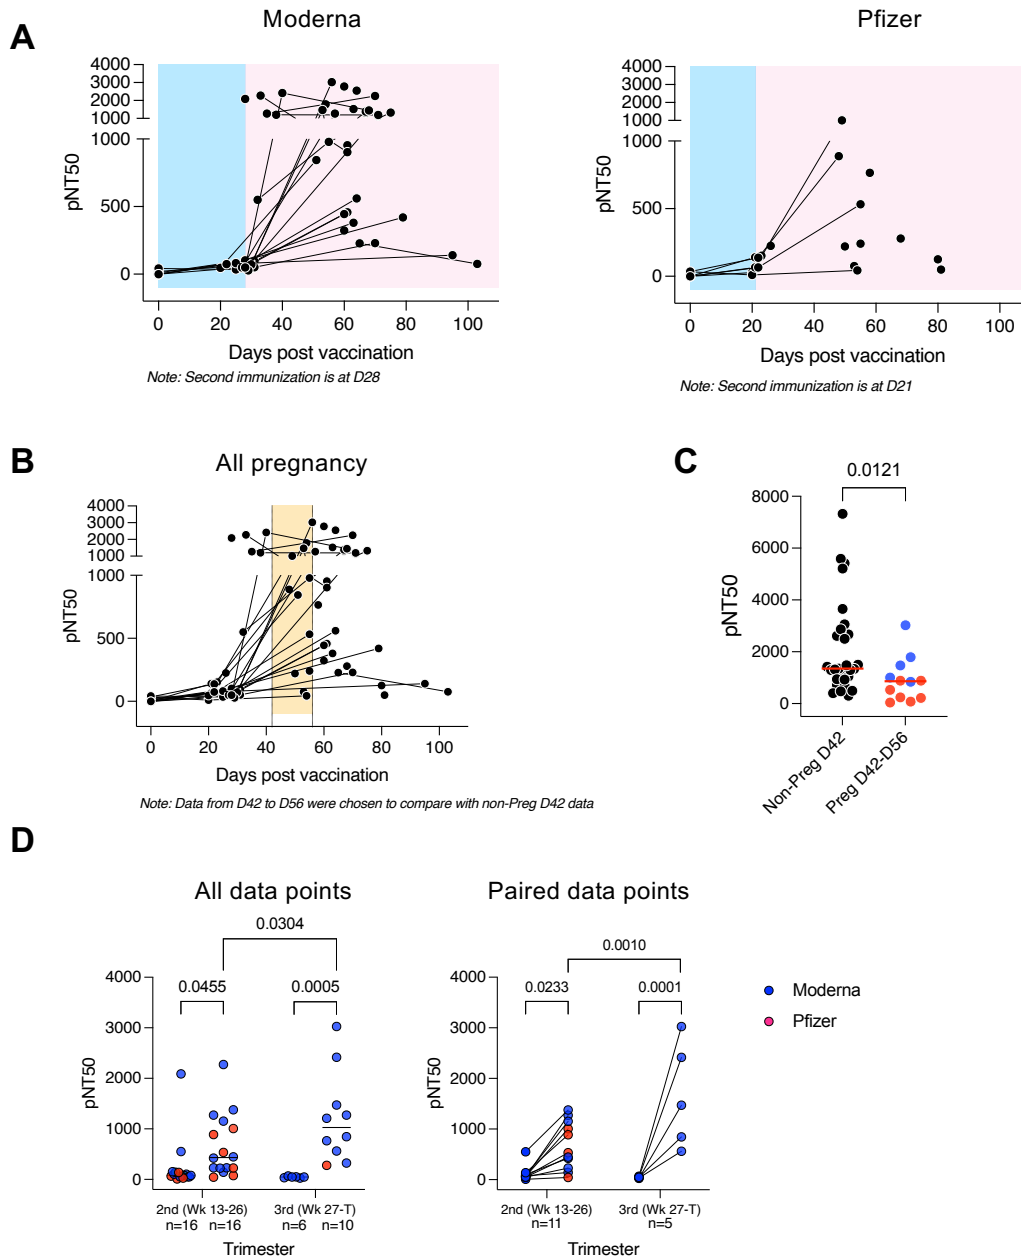 A
Moderna
Pfizer
4000
3000
2000
1000
1000
500
0
pNT50
0 20 40 60 80 100
Days post vaccination
Note: Second immunization is at D28
4000
3000
2000
1000
1000
500
0
pNT50
0 20 40 60 80 100
Days post vaccination
Note: Second immunization is at D21
B
All pregnancy
4000
3000
2000
1000
1000
500
0
pNT50
0 20 40 60 80 100
Days post vaccination
Note: Data from D42 to D56 were chosen to compare with non-Preg D42 data
C
0.0121
8000
6000
4000
2000
0
pNT50
Non-Preg D42
Preg D42-D56
D
All data points
0.0304
0.0455
0.0005
4000
3000
2000
1000
0
pNT50
2nd (Wk 13-26) 3rd (Wk 27-T)
n=16 n=16 n=6 n=10
Trimester
Paired data points
0.0010
0.0233
0.0001
4000
3000
2000
1000
0
pNT50
2nd (Wk 13-26) 3rd (Wk 27-T)
n=11 n=5
Trimester
Moderna
Pfizer